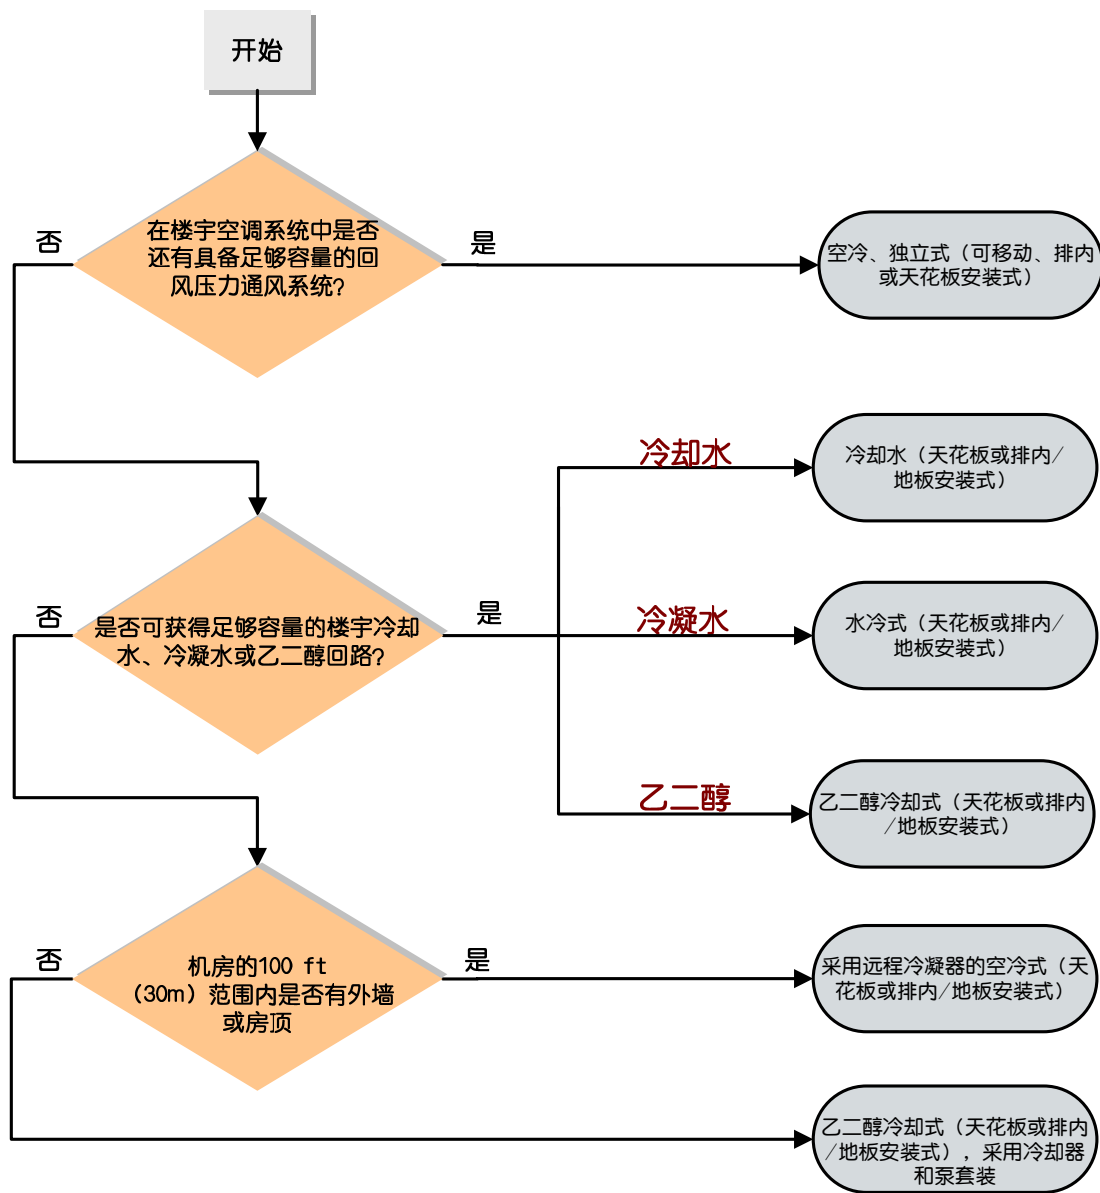 开始
在楼宇空调系统中是否
还有具备足够容量的回
风压力通风系统?
否
是
空冷、独立式（可移动、排内
或天花板安装式）
是否可获得足够容量的楼宇冷却
水、冷凝水或乙二醇回路?
否
是
冷却水
冷却水（天花板或排内/
地板安装式）
冷凝水
水冷式（天花板或排内/
地板安装式）
乙二醇
乙二醇冷却式（天花板或排内
/地板安装式）
机房的100 ft
（30m）范围内是否有外墙
或房顶
否
是
采用远程冷凝器的空冷式（天
花板或排内/地板安装式）
乙二醇冷却式（天花板或排内
/地板安装式）, 采用冷却器
和泵套装